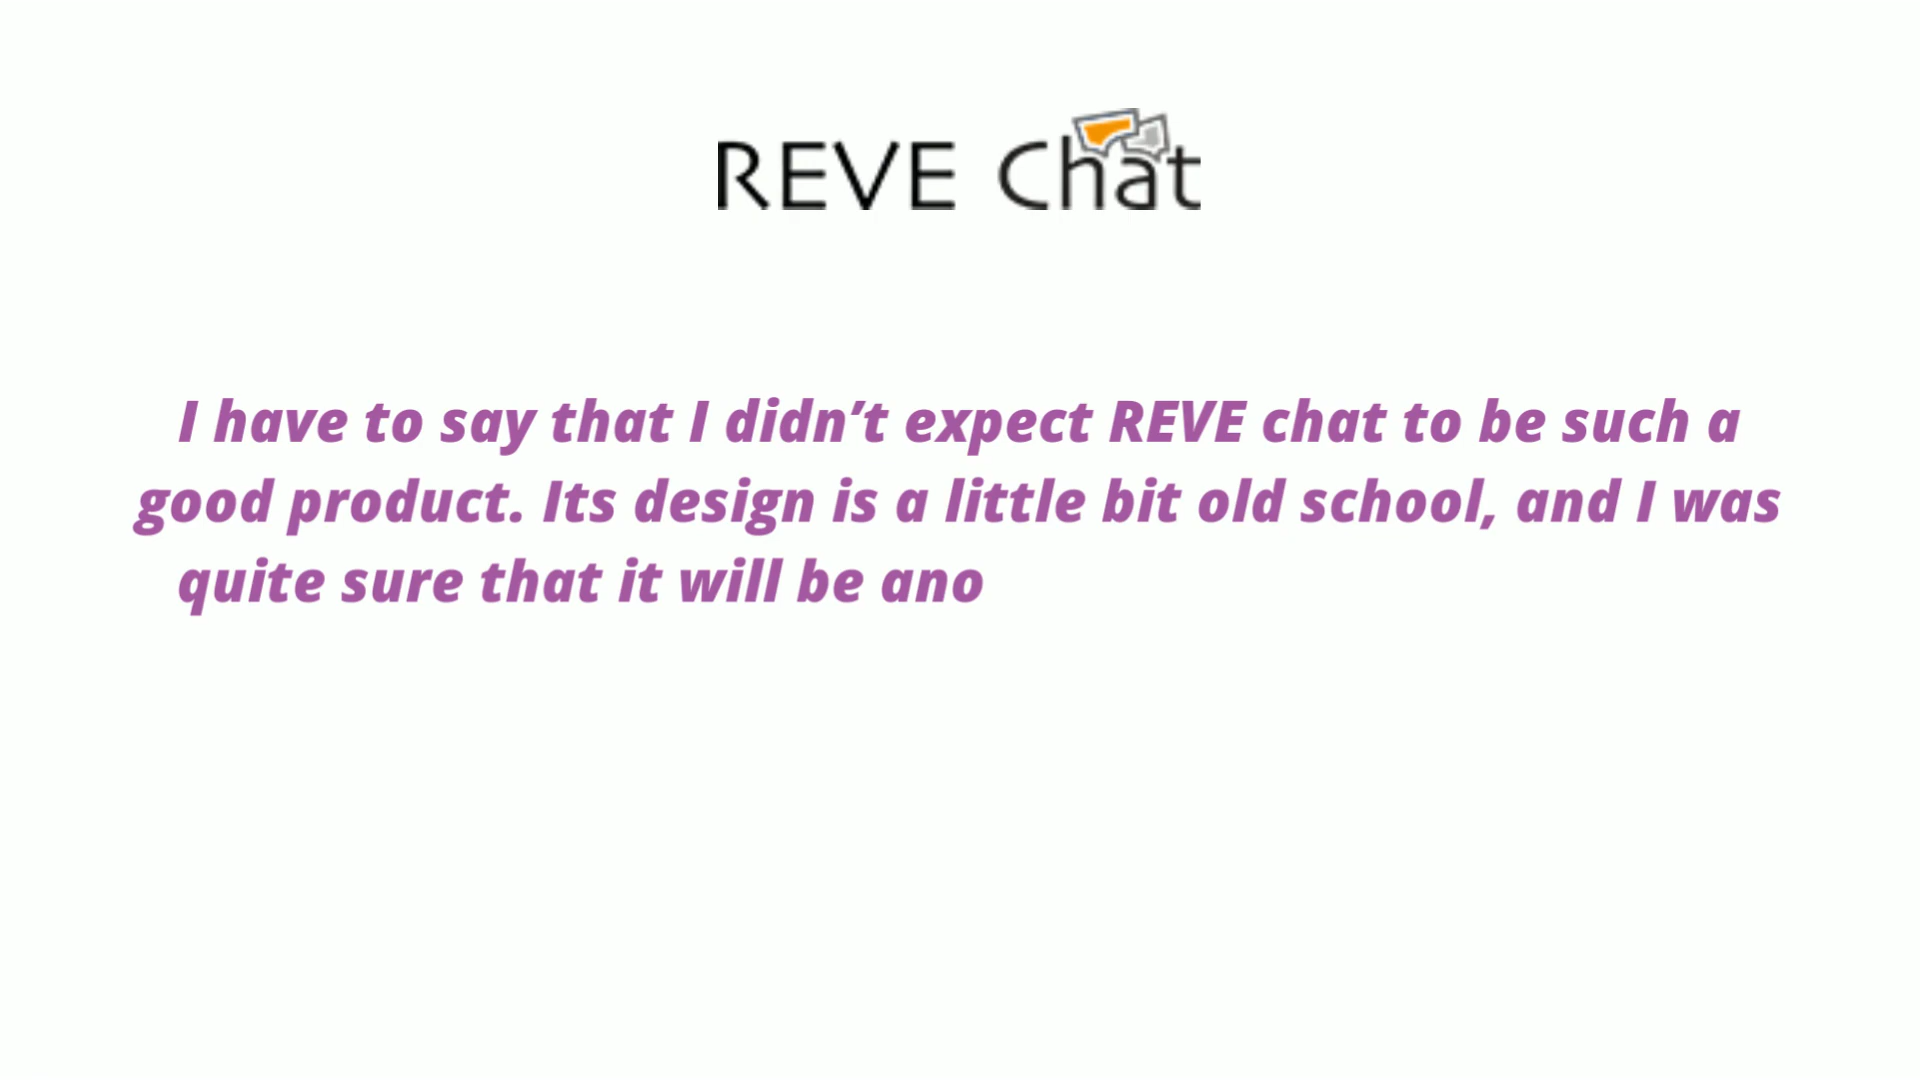 REVE Chat
I have to say that I didn’t expect REVE chat to be such a
good product. Its design is a little bit old school, and I was
quite sure that it will be ano